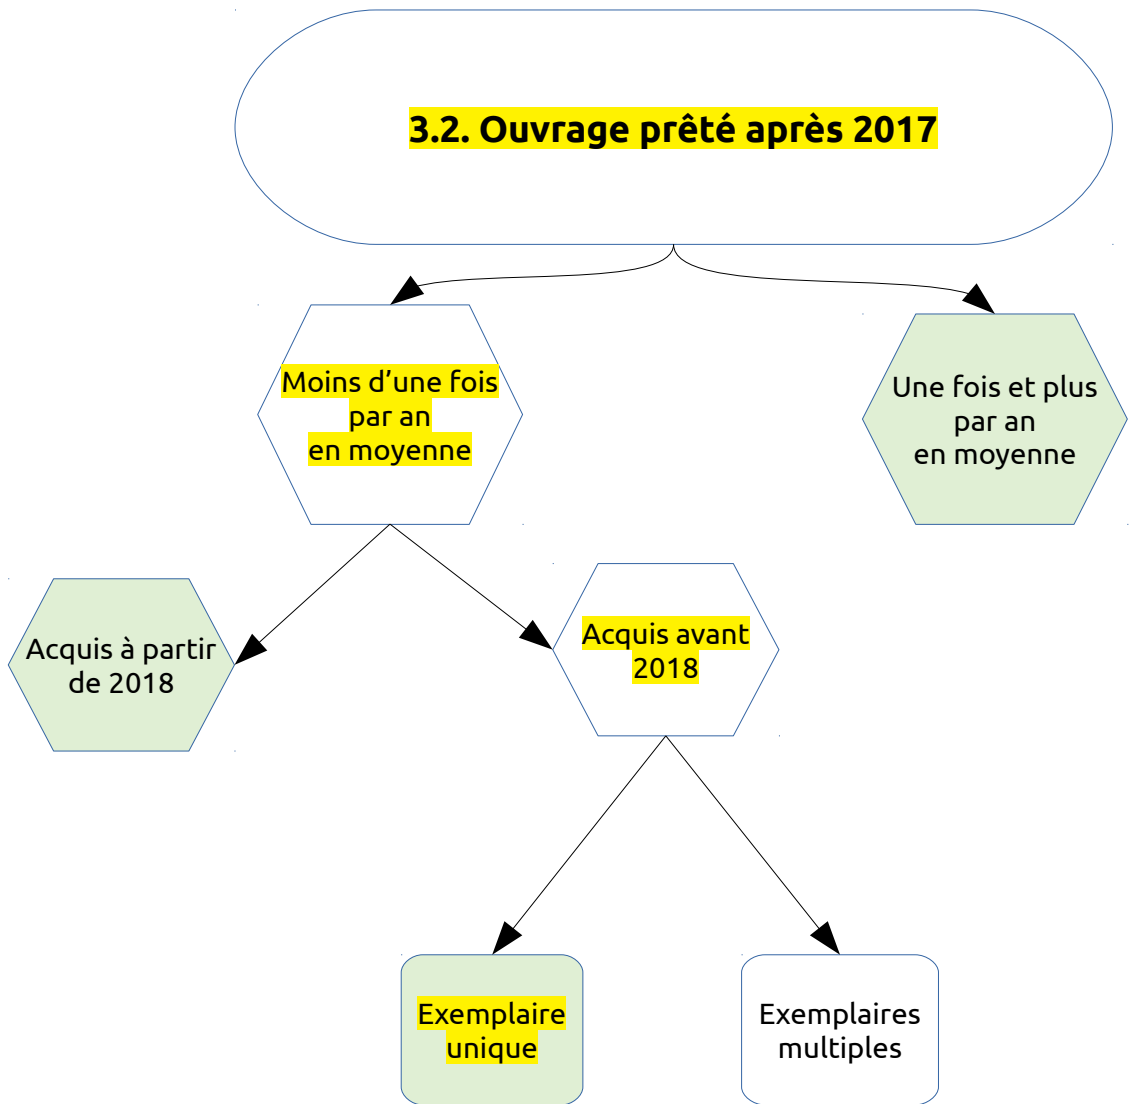 3.2. Ouvrage prêté après 2017
Moins d’une fois
par an
en moyenne
Une fois et plus
par an
en moyenne
Acquis à partir
de 2018
Acquis avant
2018
Exemplaire
unique
Exemplaires
multiples